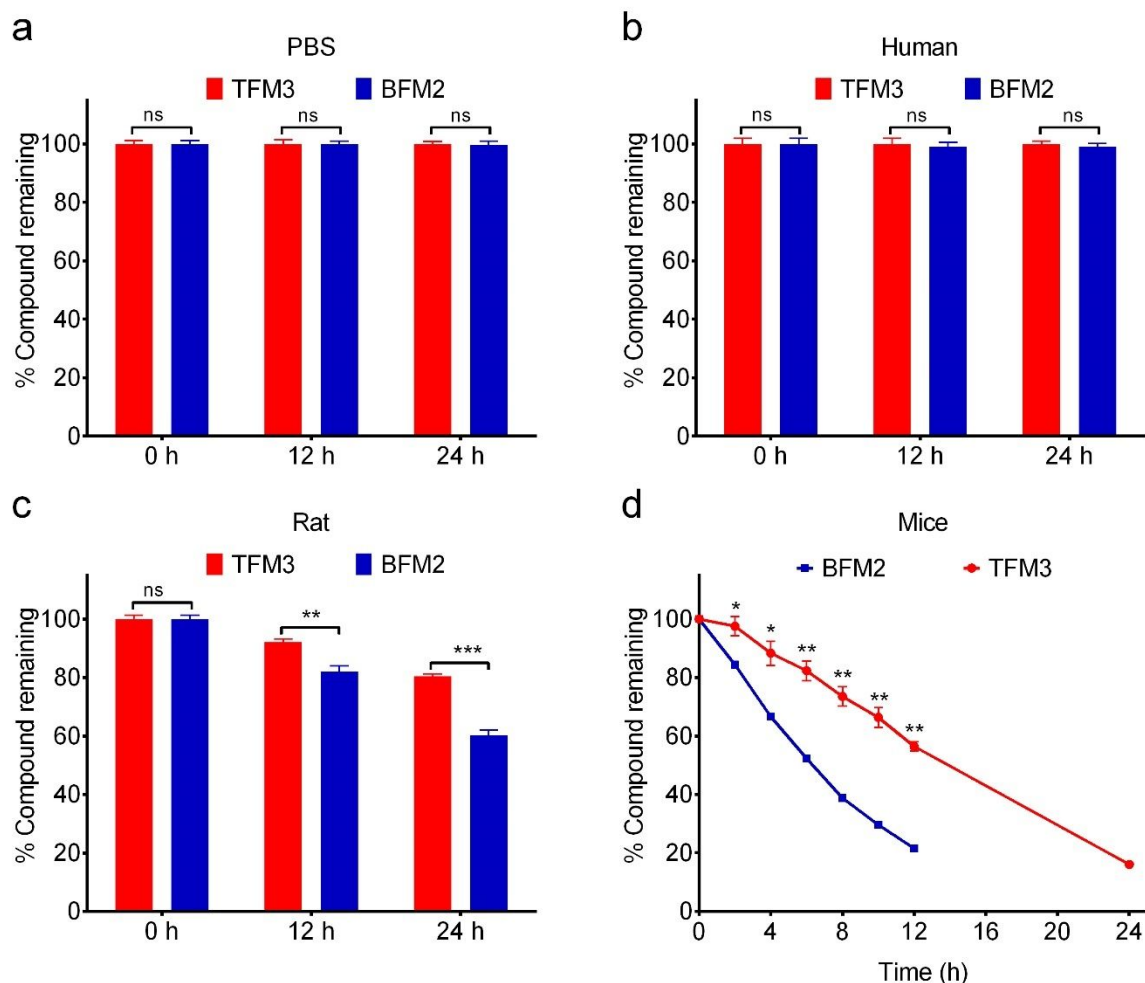 a
PBS
TFM3 BFM2
ns ns ns
% Compound remaining
100
80
60
40
20
0
0 h 12 h 24 h
b
Human
TFM3 BFM2
ns ns ns
% Compound remaining
100
80
60
40
20
0
0 h 12 h 24 h
c
Rat
TFM3 BFM2
ns ** ***
% Compound remaining
100
80
60
40
20
0
0 h 12 h 24 h
d
Mice
BFM2 TFM3
* * ** ** ** **
% Compound remaining
100
80
60
40
20
0
0 4 8 12 16 20 24
Time (h)